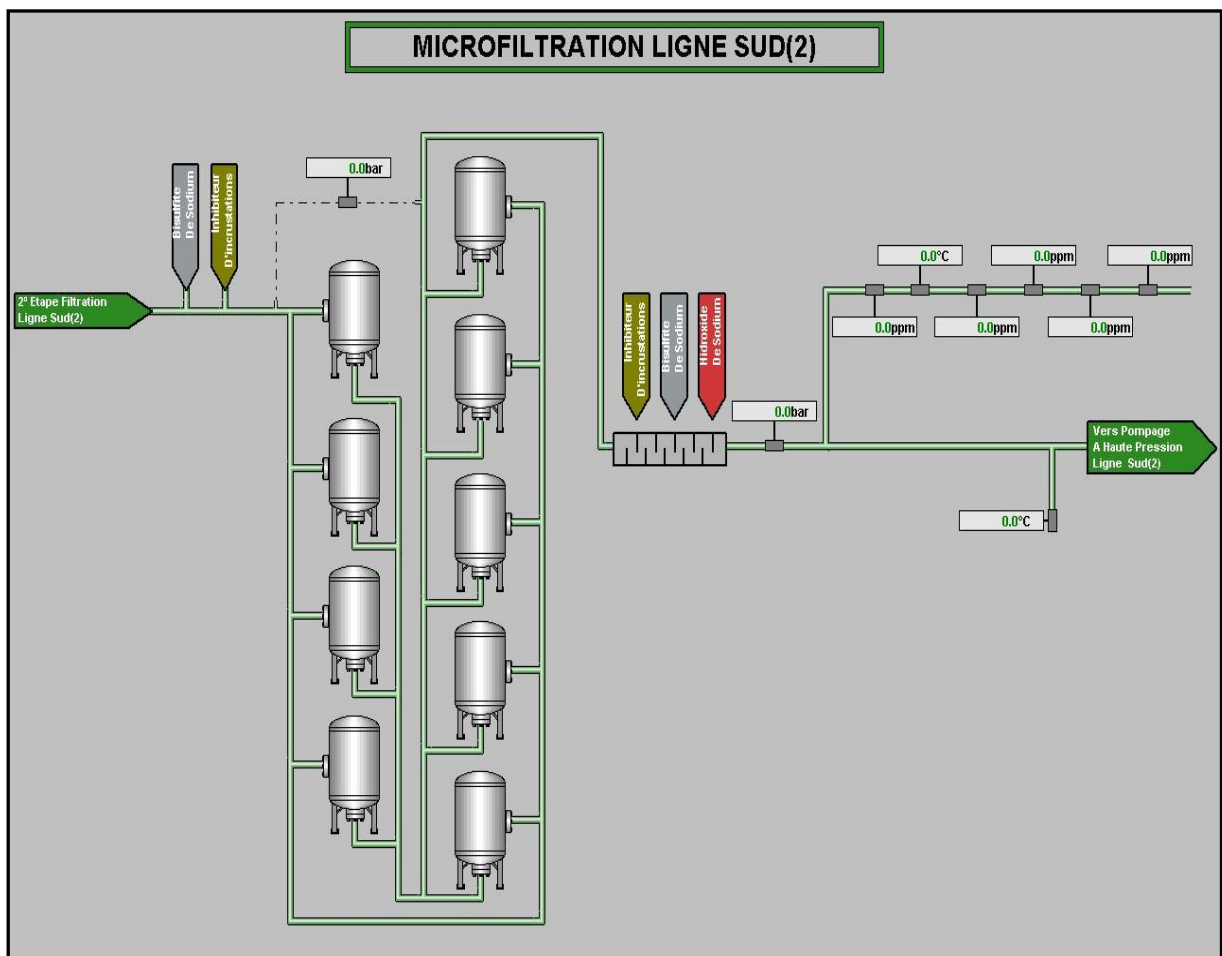 MICROFILTRATION LIGNE SUD(2)
Bisulfite
De Sodium
Inhibiteur
D'incrustations
0.0bar
2º Etape Filtration
Ligne Sud(2)
0.0°C
0.0ppm
0.0ppm
0.0ppm
0.0ppm
0.0ppm
Inhibiteur
D'incrustations
Bisulfite
De Sodium
Hidroxide
De Sodium
0.0bar
Vers Pompage
A Haute Pression
Ligne Sud(2)
0.0°C